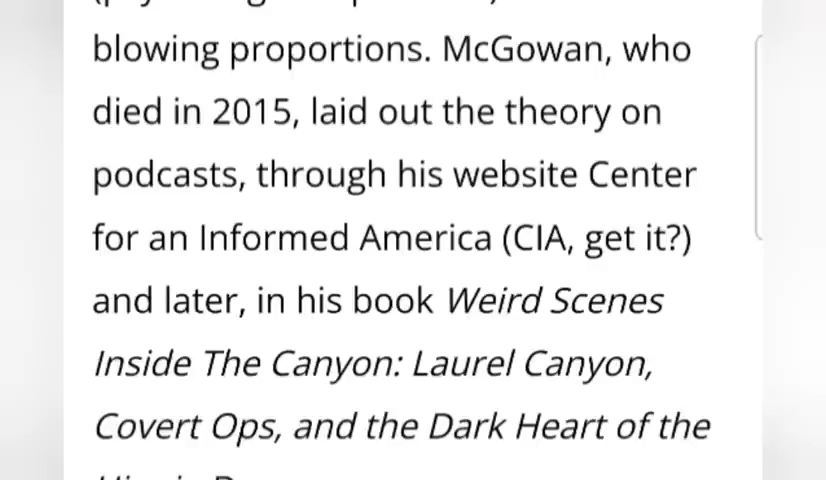 blowing proportions. McGowan, who
died in 2015, laid out the theory on
podcasts, through his website Center
for an Informed America (CIA, get it?)
and later, in his book Weird Scenes
Inside The Canyon: Laurel Canyon,
Covert Ops, and the Dark Heart of the